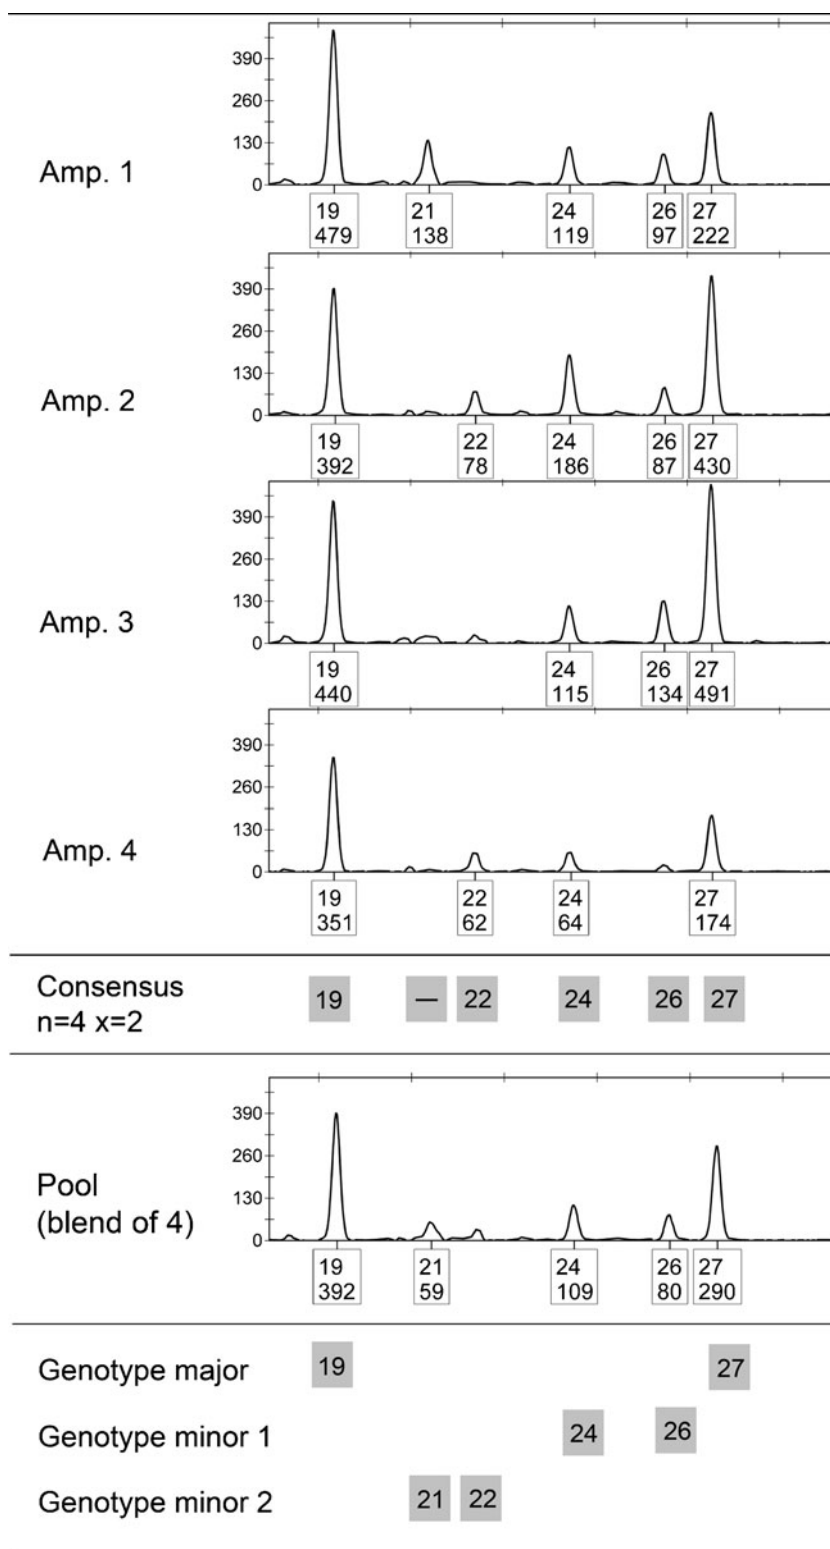 390
260
130
0
Amp. 1
19 21 24 26 27
479 138 119 97 222
390
260
130
0
Amp. 2
19 22 24 26 27
392 78 186 87 430
390
260
130
0
Amp. 3
19 24 26 27
440 115 134 491
390
260
130
0
Amp. 4
19 22 24 27
351 62 64 174
Consensus
n=4 x=2
19 — 22 24 26 27
390
260
130
0
Pool
(blend of 4)
19 21 24 26 27
392 59 109 80 290
Genotype major 19 27
Genotype minor 1 24 26
Genotype minor 2 21 22